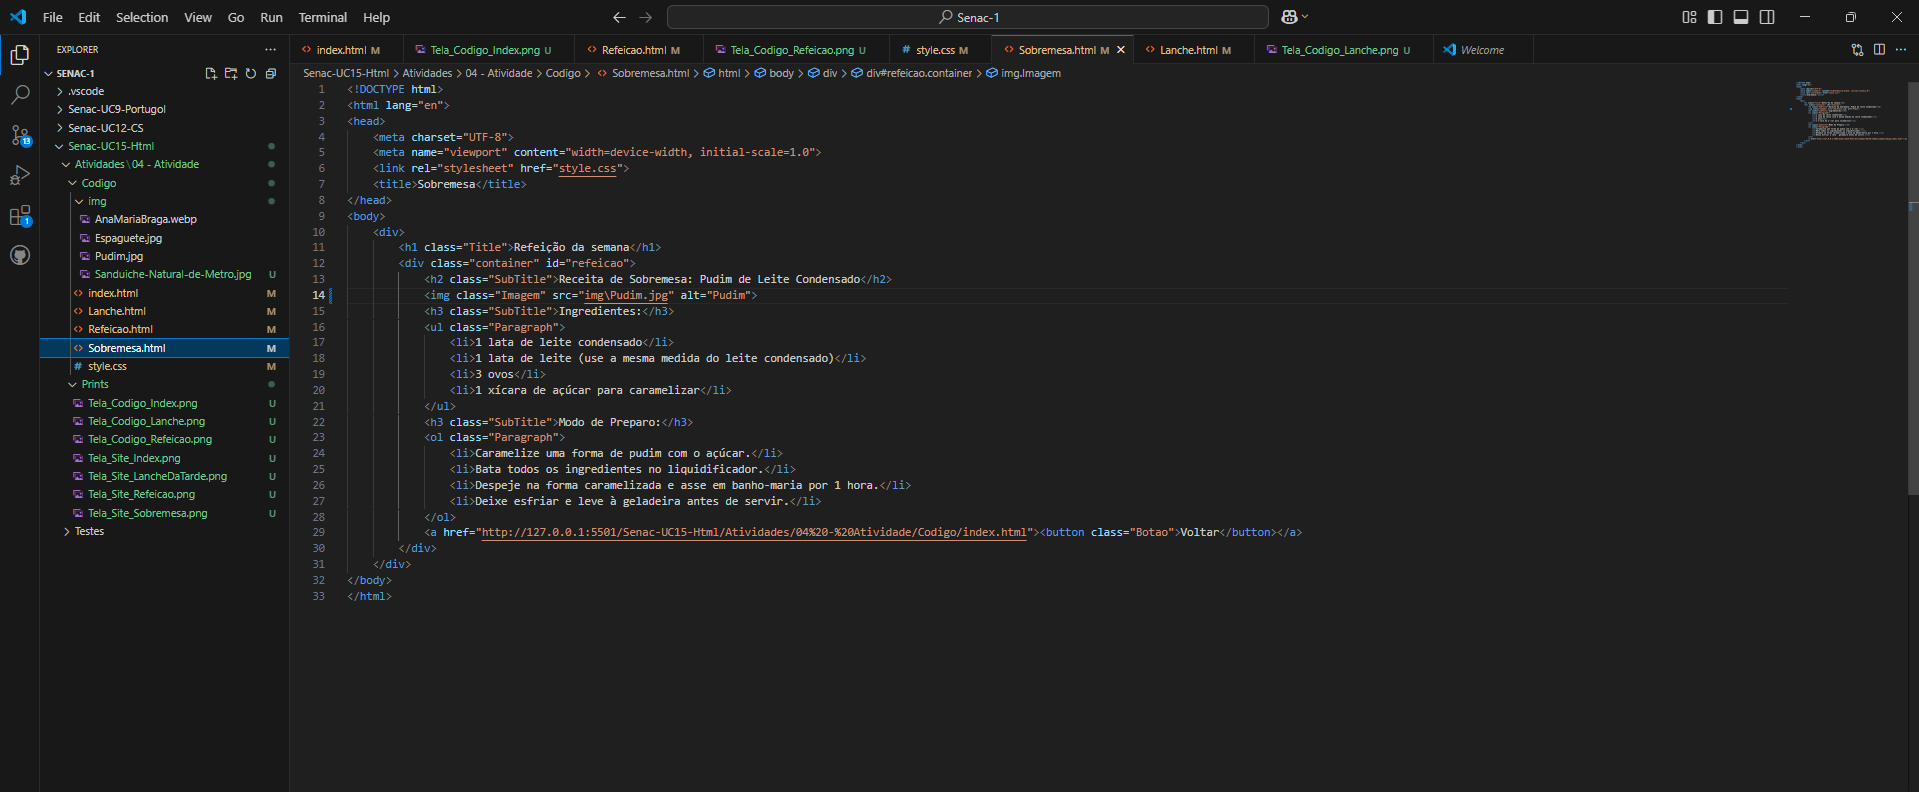 File Edit Selection View Go Run Terminal Help
Senac-1
EXPLORER
SENAC-1
.vscode
Senac-UC9-Portugol
Senac-UC12-CS
Senac-UC15-Html
Atividades\04 - Atividade
Codigo
img
AnaMariaBraga.webp
Espaguete.jpg
Pudim.jpg
Sanduiche-Natural-de-Metro.jpg U
index.html M
Lanche.html M
Refeicao.html M
Sobremesa.html M
# style.css M
Prints
Tela_Codigo_Index.png U
Tela_Codigo_Lanche.png U
Tela_Codigo_Refeicao.png U
Tela_Site_Index.png U
Tela_Site_LancheDaTarde.png U
Tela_Site_Refeicao.png U
Tela_Site_Sobremesa.png U
Testes
13
1
index.html M Tela_Codigo_Index.png U Refeicao.html M Tela_Codigo_Refeicao.png U # style.css M Sobremesa.html M Lanche.html M Tela_Codigo_Lanche.png U Welcome
Senac-UC15-Html > Atividades > 04 - Atividade > Codigo > Sobremesa.html > html > body > div > div#refeicao.container > img.Imagem
1 <!DOCTYPE html>
2 <html lang="en">
3 <head>
4 <meta charset="UTF-8">
5 <meta name="viewport" content="width=device-width, initial-scale=1.0">
6 <link rel="stylesheet" href="style.css">
7 <title>Sobremesa</title>
8 </head>
9 <body>
10 <div>
11 <h1 class="Title">Refeição da semana</h1>
12 <div class="container" id="refeicao">
13 <h2 class="SubTitle">Receita de Sobremesa: Pudim de Leite Condensado</h2>
14 <img class="Imagem" src="img\Pudim.jpg" alt="Pudim">
15 <h3 class="SubTitle">Ingredientes:</h3>
16 <ul class="Paragraph">
17 <li>1 lata de leite condensado</li>
18 <li>1 lata de leite (use a mesma medida do leite condensado)</li>
19 <li>3 ovos</li>
20 <li>1 xícara de açúcar para caramelizar</li>
21 </ul>
22 <h3 class="SubTitle">Modo de Preparo:</h3>
23 <ol class="Paragraph">
24 <li>Caramelize uma forma de pudim com o açúcar.</li>
25 <li>Bata todos os ingredientes no liquidificador.</li>
26 <li>Despeje na forma caramelizada e asse em banho-maria por 1 hora.</li>
27 <li>Deixe esfriar e leve à geladeira antes de servir.</li>
28 </ol>
29 <a href="http://127.0.0.1:5501/Senac-UC15-Html/Atividades/04%20-%20Atividade/Codigo/index.html"><button class="Botao">Voltar</button></a>
30 </div>
31 </div>
32 </body>
33 </html>